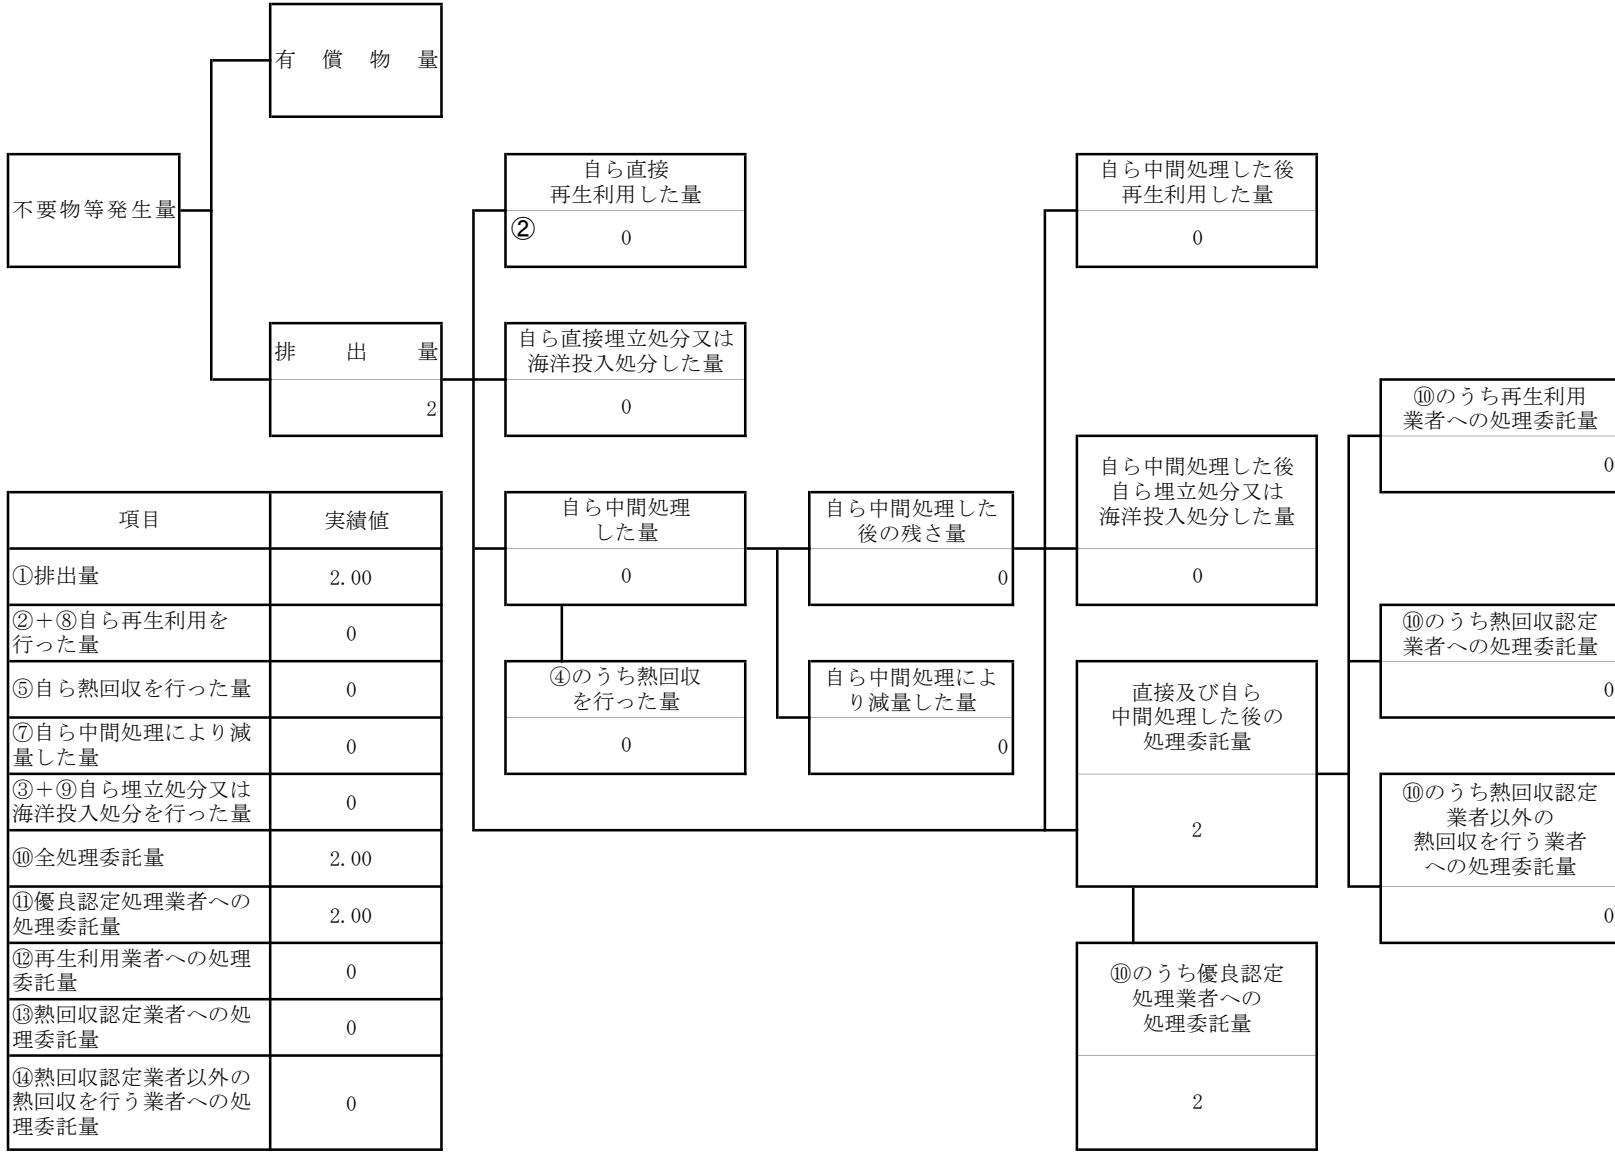 有償物量
不要物等発生量
自ら直接
再生利用した量
②
0
自ら中間処理した後
再生利用した量
0
排出量
2
自ら直接埋立処分又は
海洋投入処分した量
0
⑩のうち再生利用
業者への処理委託量
0
自ら中間処理
した量
0
自ら中間処理した
後の残さ量
0
自ら中間処理した後
自ら埋立処分又は
海洋投入処分した量
0
⑩のうち熱回収認定
業者への処理委託量
0
④のうち熱回収
を行った量
0
自ら中間処理によ
り減量した量
0
直接及び自ら
中間処理した後の
処理委託量
2
⑩のうち熱回収認定
業者以外の
熱回収を行う業者
への処理委託量
0
⑩のうち優良認定
処理業者への
処理委託量
2
項目 実績値
①排出量 2.00
②+⑧自ら再生利用を
行った量 0
⑤自ら熱回収を行った量 0
⑦自ら中間処理により減
量した量 0
③+⑨自ら埋立処分又は
海洋投入処分を行った量 0
⑩全処理委託量 2.00
⑪優良認定処理業者への
処理委託量 2.00
⑫再生利用業者への処理
委託量 0
⑬熱回収認定業者への処
理委託量 0
⑭熱回収認定業者以外の
熱回収を行う業者への処
理委託量 0